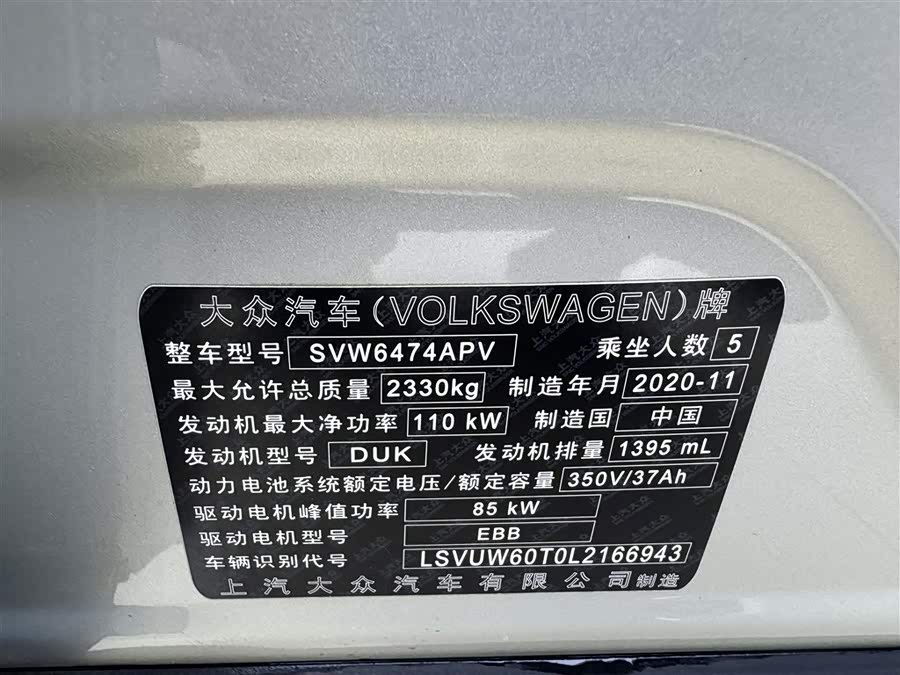 大众汽车(VOLKSWAGEN)牌
整车型号 SVW6474APV 乘坐人数 5
最大允许总质量 2330kg 制造年月 2020-11
发动机最大净功率 110 kW 制造国 中国
发动机型号 DUK 发动机排量 1395 mL
动力电池系统额定电压/额定容量 350V/37Ah
驱动电机峰值功率 85 kW
驱动电机型号 EBB
车辆识别代号 LSVUW60T0L2166943
上汽大众汽车有限公司制造